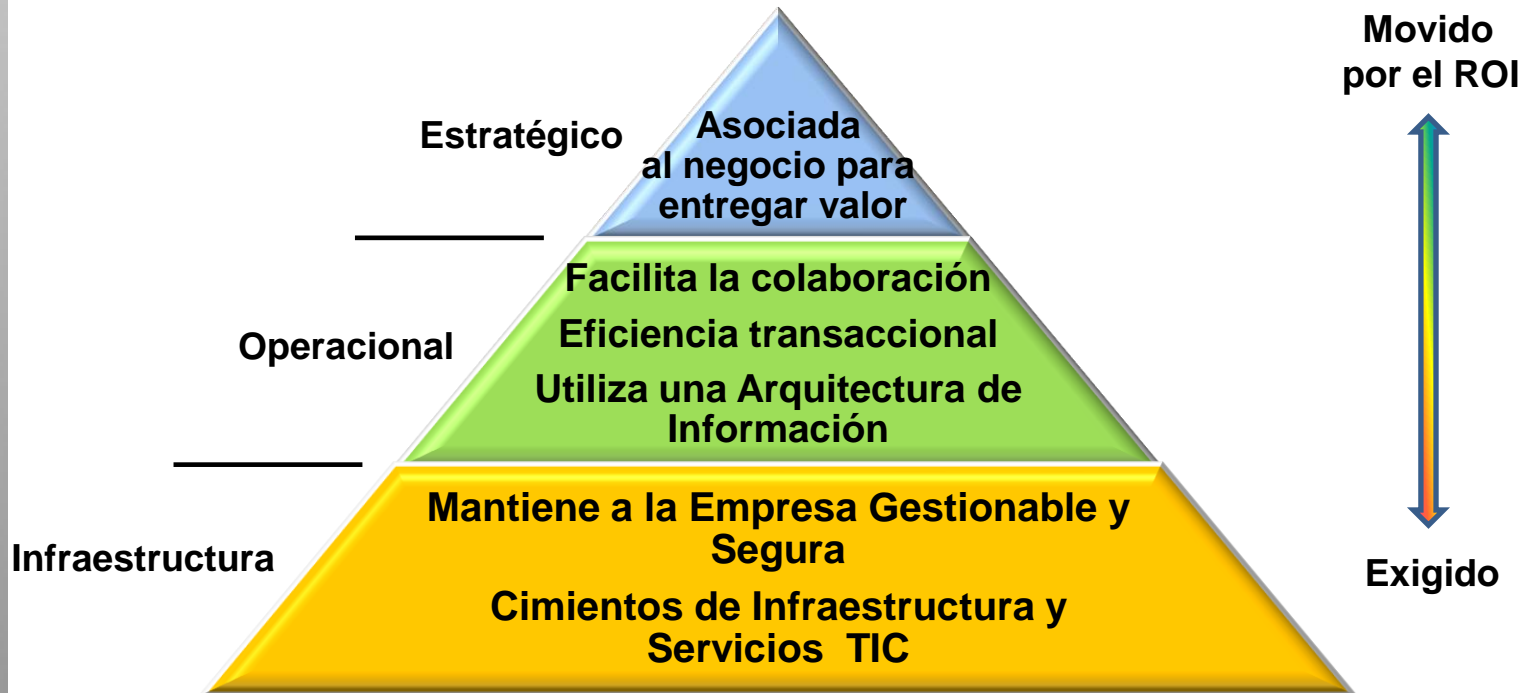 Movido
por el ROI
Estratégico
Asociada
al negocio para
entregar valor
Facilita la colaboración
Operacional
Eficiencia transaccional
Utiliza una Arquitectura de
Información
Mantiene a la Empresa Gestionable y
Segura
Infraestructura
Exigido
Cimientos de Infraestructura y
Servicios TIC